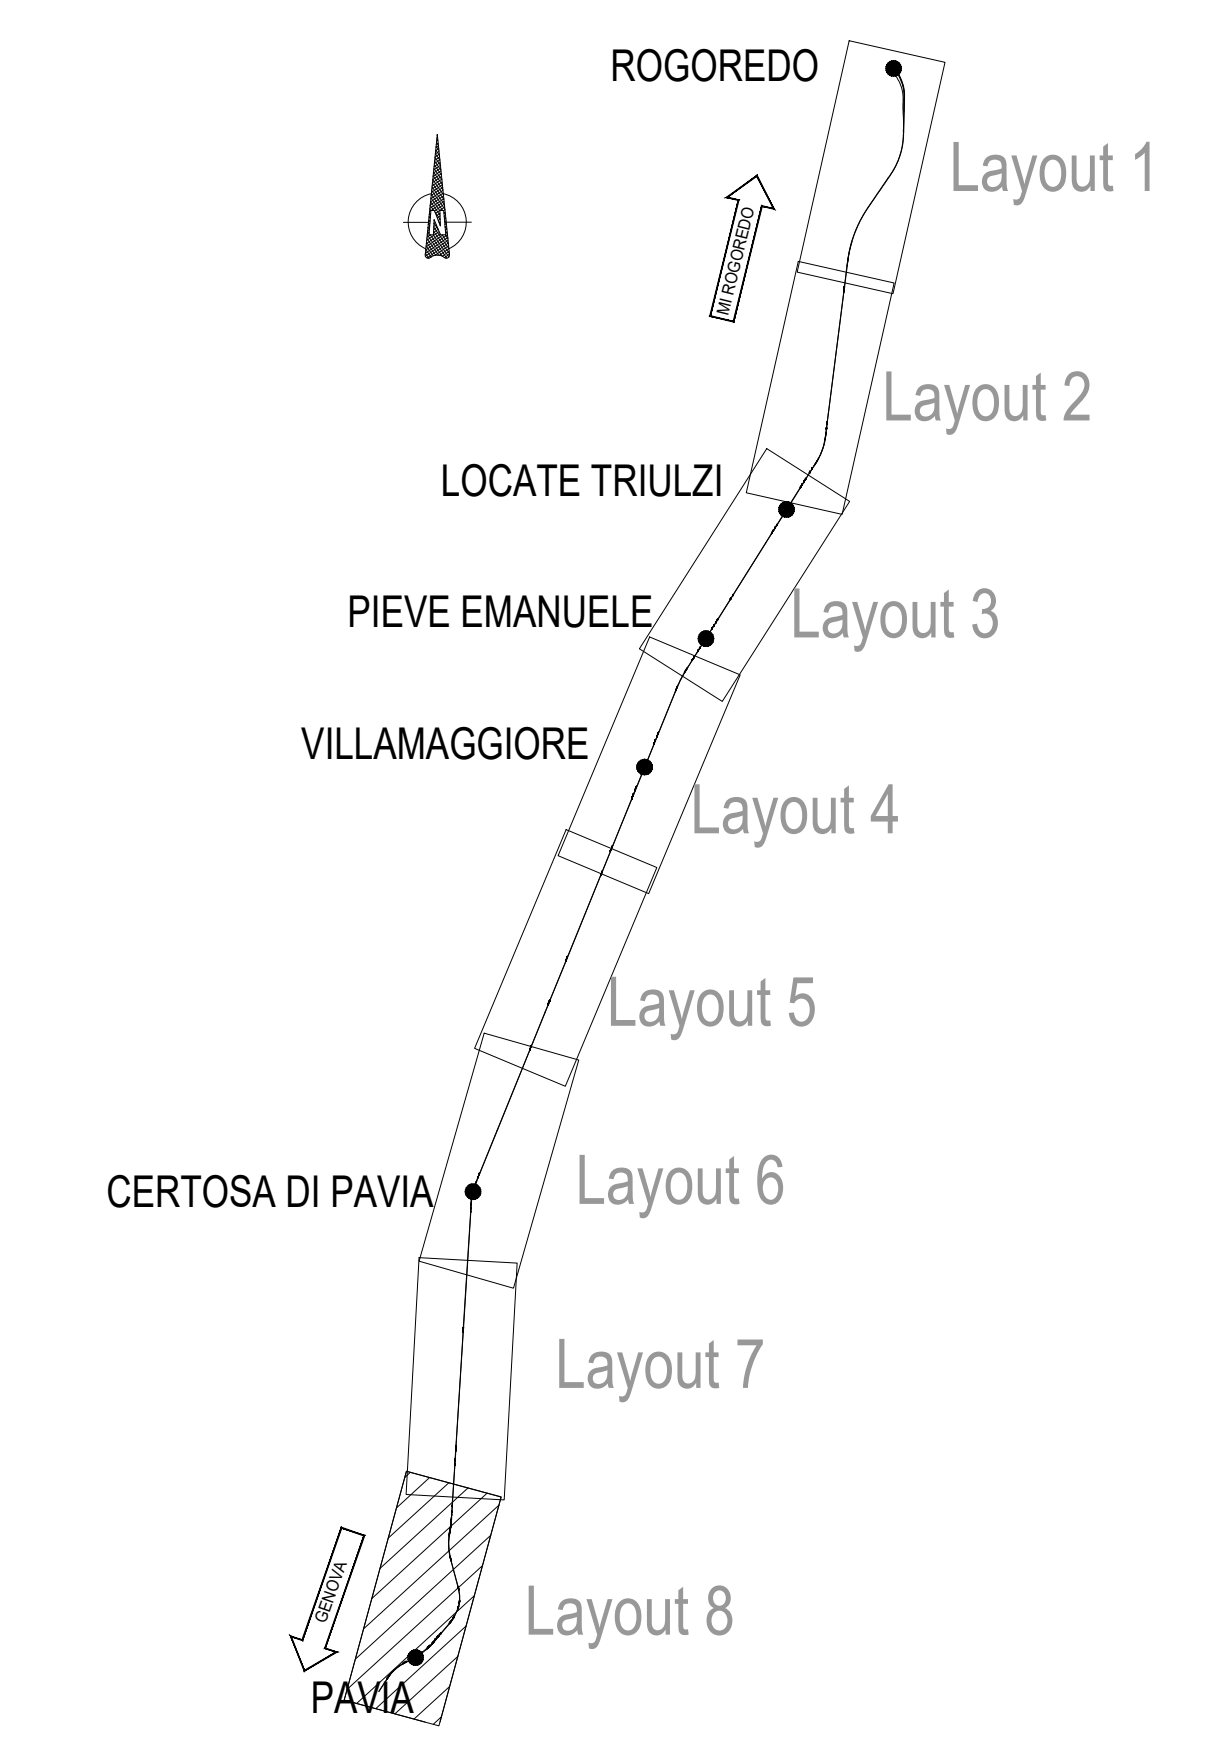 ROGOREDO
Layout 1
N
MI ROGOREDO
Layout 2
LOCATE TRIULZI
PIEVE EMANUELE
Layout 3
VILLAMAGGIORE
Layout 4
Layout 5
CERTOSA DI PAVIA
Layout 6
Layout 7
GENOVA
Layout 8
PAVIA